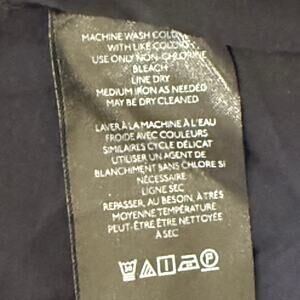 MACHINE WASH COLD
WITH LIKE COLORS
USE ONLY NON-CHLORINE
BLEACH
LINE DRY
MEDIUM IRON AS NEEDED
MAY BE DRY CLEANED
LAVER À LA MACHINE À L'EAU
FROIDE AVEC COULEURS
SIMILAIRES CYCLE DÉLICAT
UTILISER UN AGENT DE
BLANCHIMENT SANS CHLORE SI
NÉCESSAIRE
LIGNE SEC
REPASSER, AU BESOIN, À TRÈS
MOYENNE TEMPÉRATURE
PEUT-ÊTRE ÊTRE NETTOYÉE
À SEC